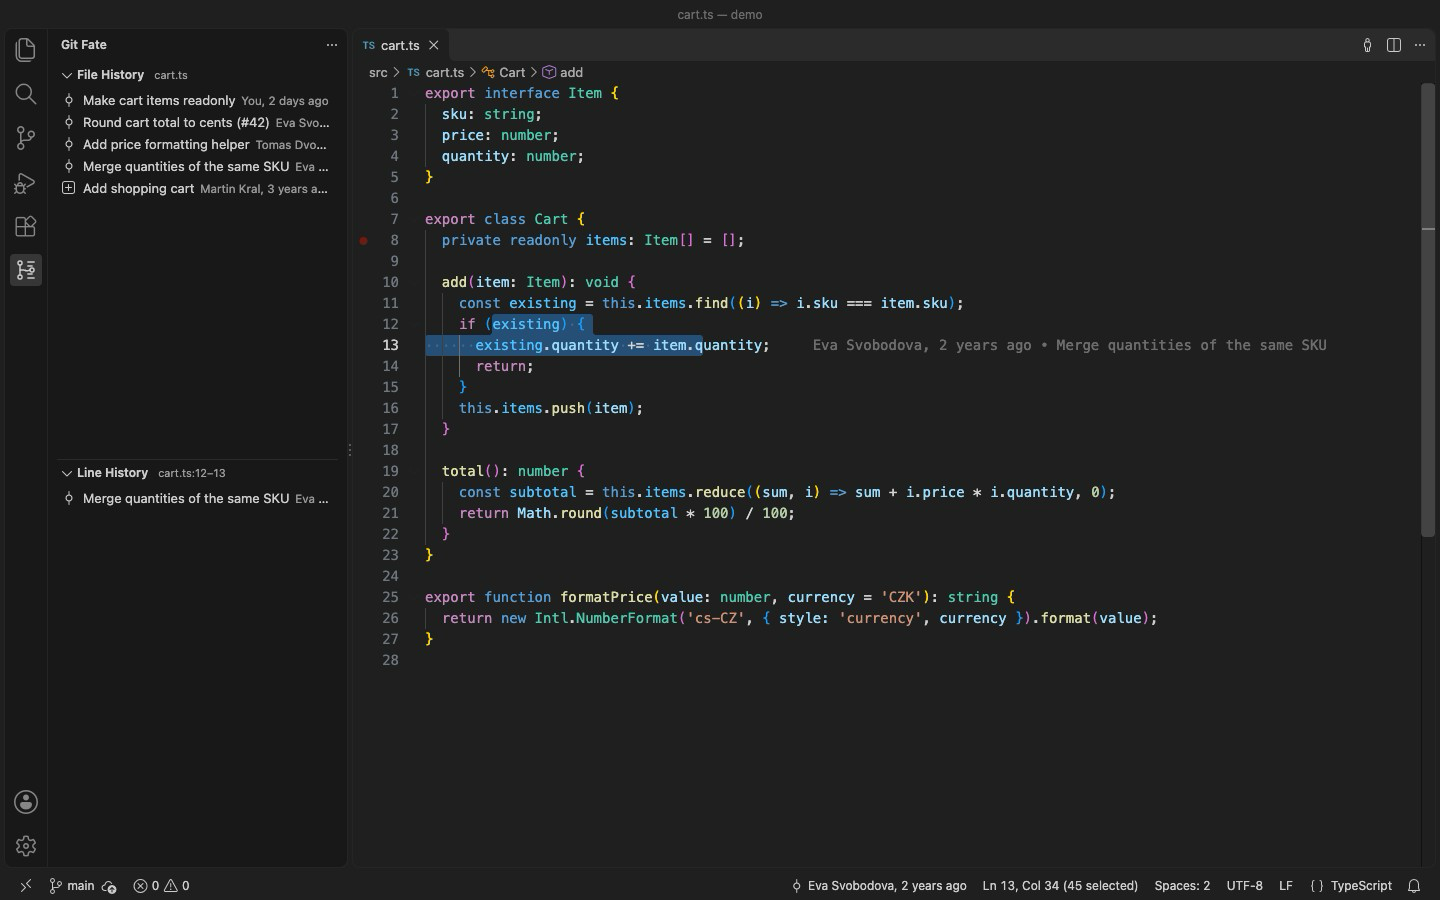 cart.ts — demo
Git Fate
File History cart.ts
Make cart items readonly You, 2 days ago
Round cart total to cents (#42) Eva Svo...
Add price formatting helper Tomas Dvo...
Merge quantities of the same SKU Eva ...
Add shopping cart Martin Kral, 3 years a...
Line History cart.ts:12–13
Merge quantities of the same SKU Eva ...
TS cart.ts
src > TS cart.ts > Cart > add
1 export interface Item {
2 sku: string;
3 price: number;
4 quantity: number;
5 }
6
7 export class Cart {
8 private readonly items: Item[] = [];
9
10 add(item: Item): void {
11 const existing = this.items.find((i) => i.sku === item.sku);
12 if (existing) {
13 existing.quantity += item.quantity; Eva Svobodova, 2 years ago • Merge quantities of the same SKU
14 return;
15 }
16 this.items.push(item);
17 }
18
19 total(): number {
20 const subtotal = this.items.reduce((sum, i) => sum + i.price * i.quantity, 0);
21 return Math.round(subtotal * 100) / 100;
22 }
23 }
24
25 export function formatPrice(value: number, currency = 'CZK'): string {
26 return new Intl.NumberFormat('cs-CZ', { style: 'currency', currency }).format(value);
27 }
28
main 0 0 Eva Svobodova, 2 years ago Ln 13, Col 34 (45 selected) Spaces: 2 UTF-8 LF { } TypeScript